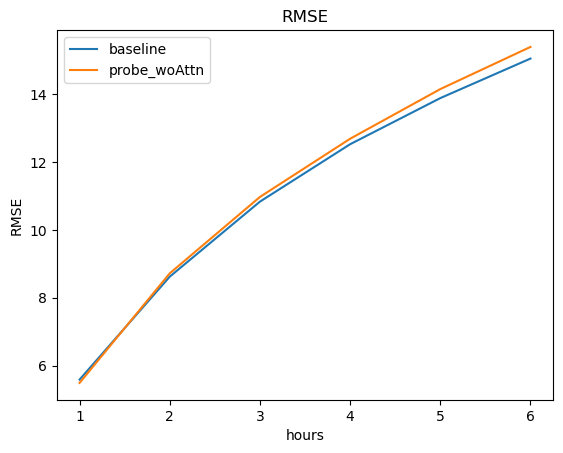 RMSE
baseline
probe_woAttn
14
12
10
8
6
RMSE
1 2 3 4 5 6
hours